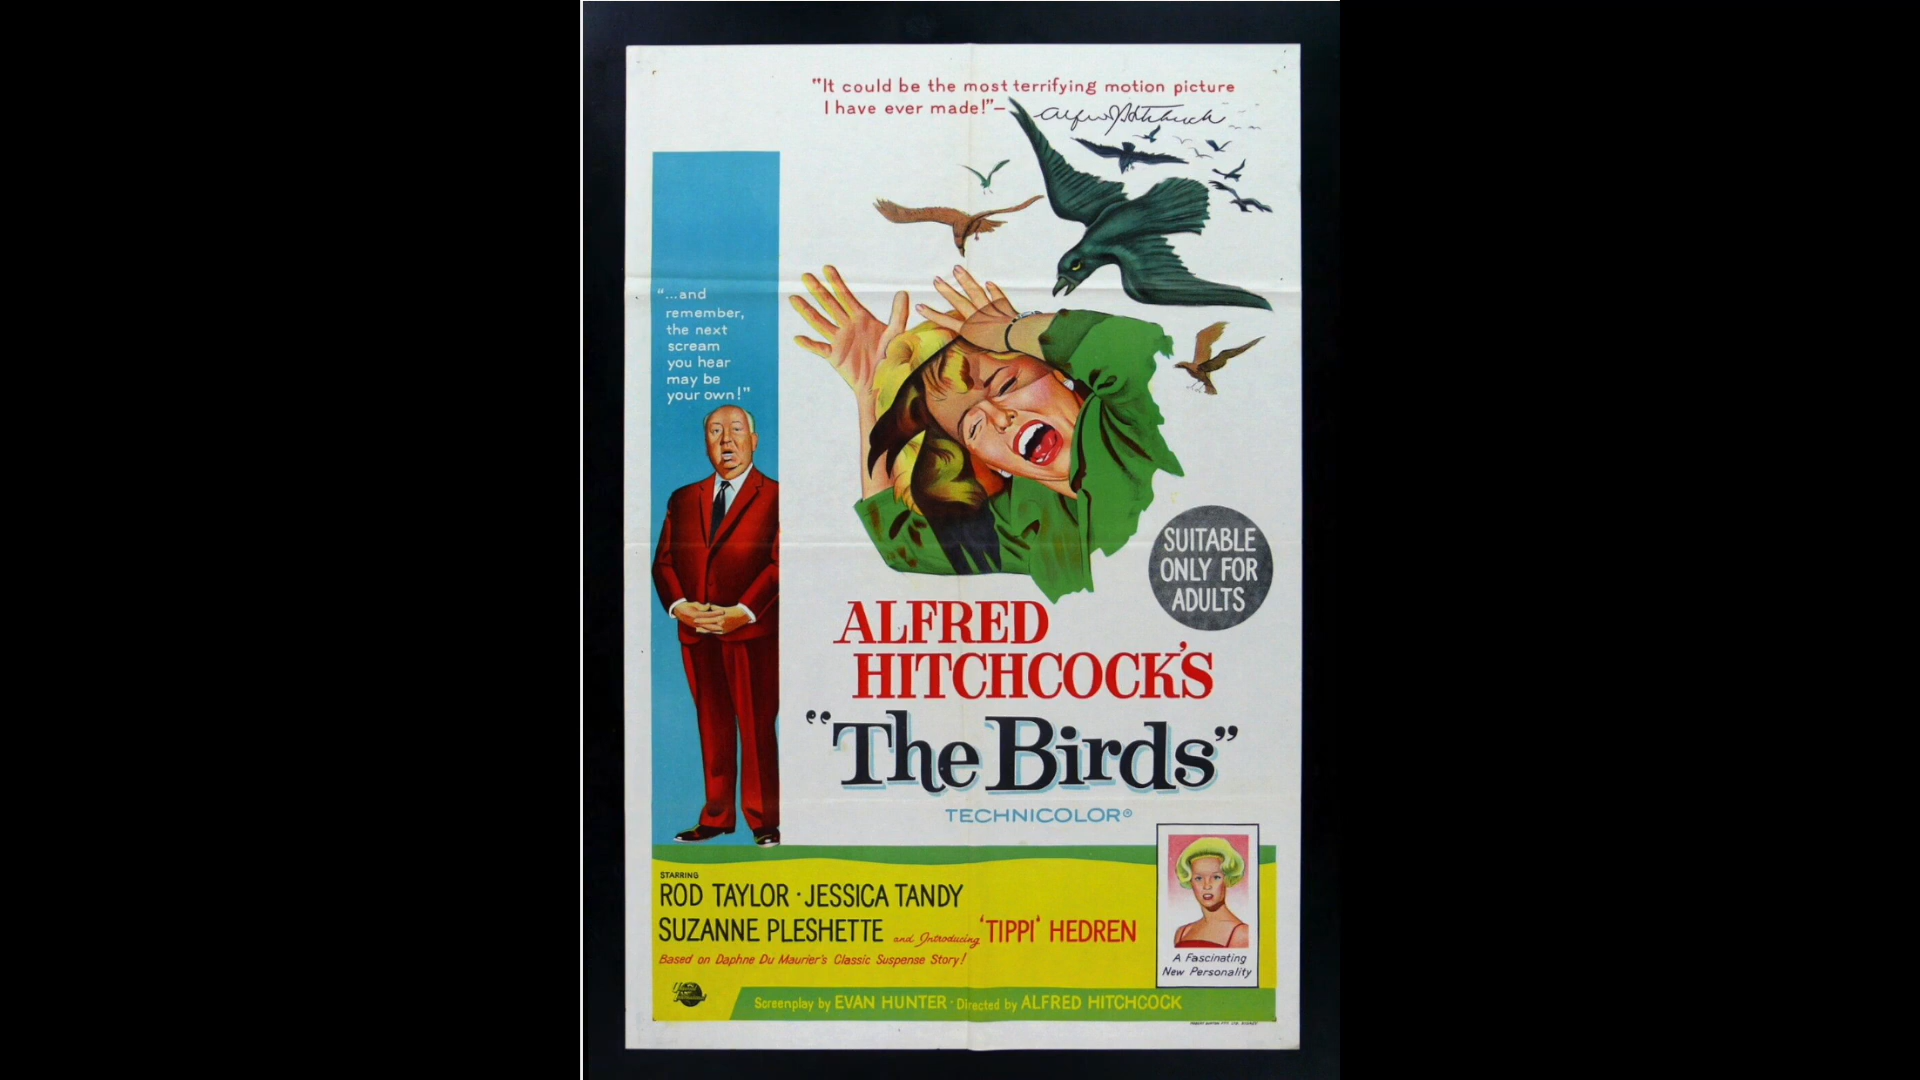 "It could be the most terrifying motion picture
I have ever made!"—
Alfred Hitchcock
"...and
remember,
the next
scream
you hear
may be
your own!"
SUITABLE
ONLY FOR
ADULTS
ALFRED
HITCHCOCK'S
"The Birds"
TECHNICOLOR®
STARRING
ROD TAYLOR · JESSICA TANDY
SUZANNE PLESHETTE and Introducing 'TIPPI' HEDREN
Based on Daphne Du Maurier's Classic Suspense Story!
A Fascinating
New Personality
Screenplay by EVAN HUNTER · Directed by ALFRED HITCHCOCK